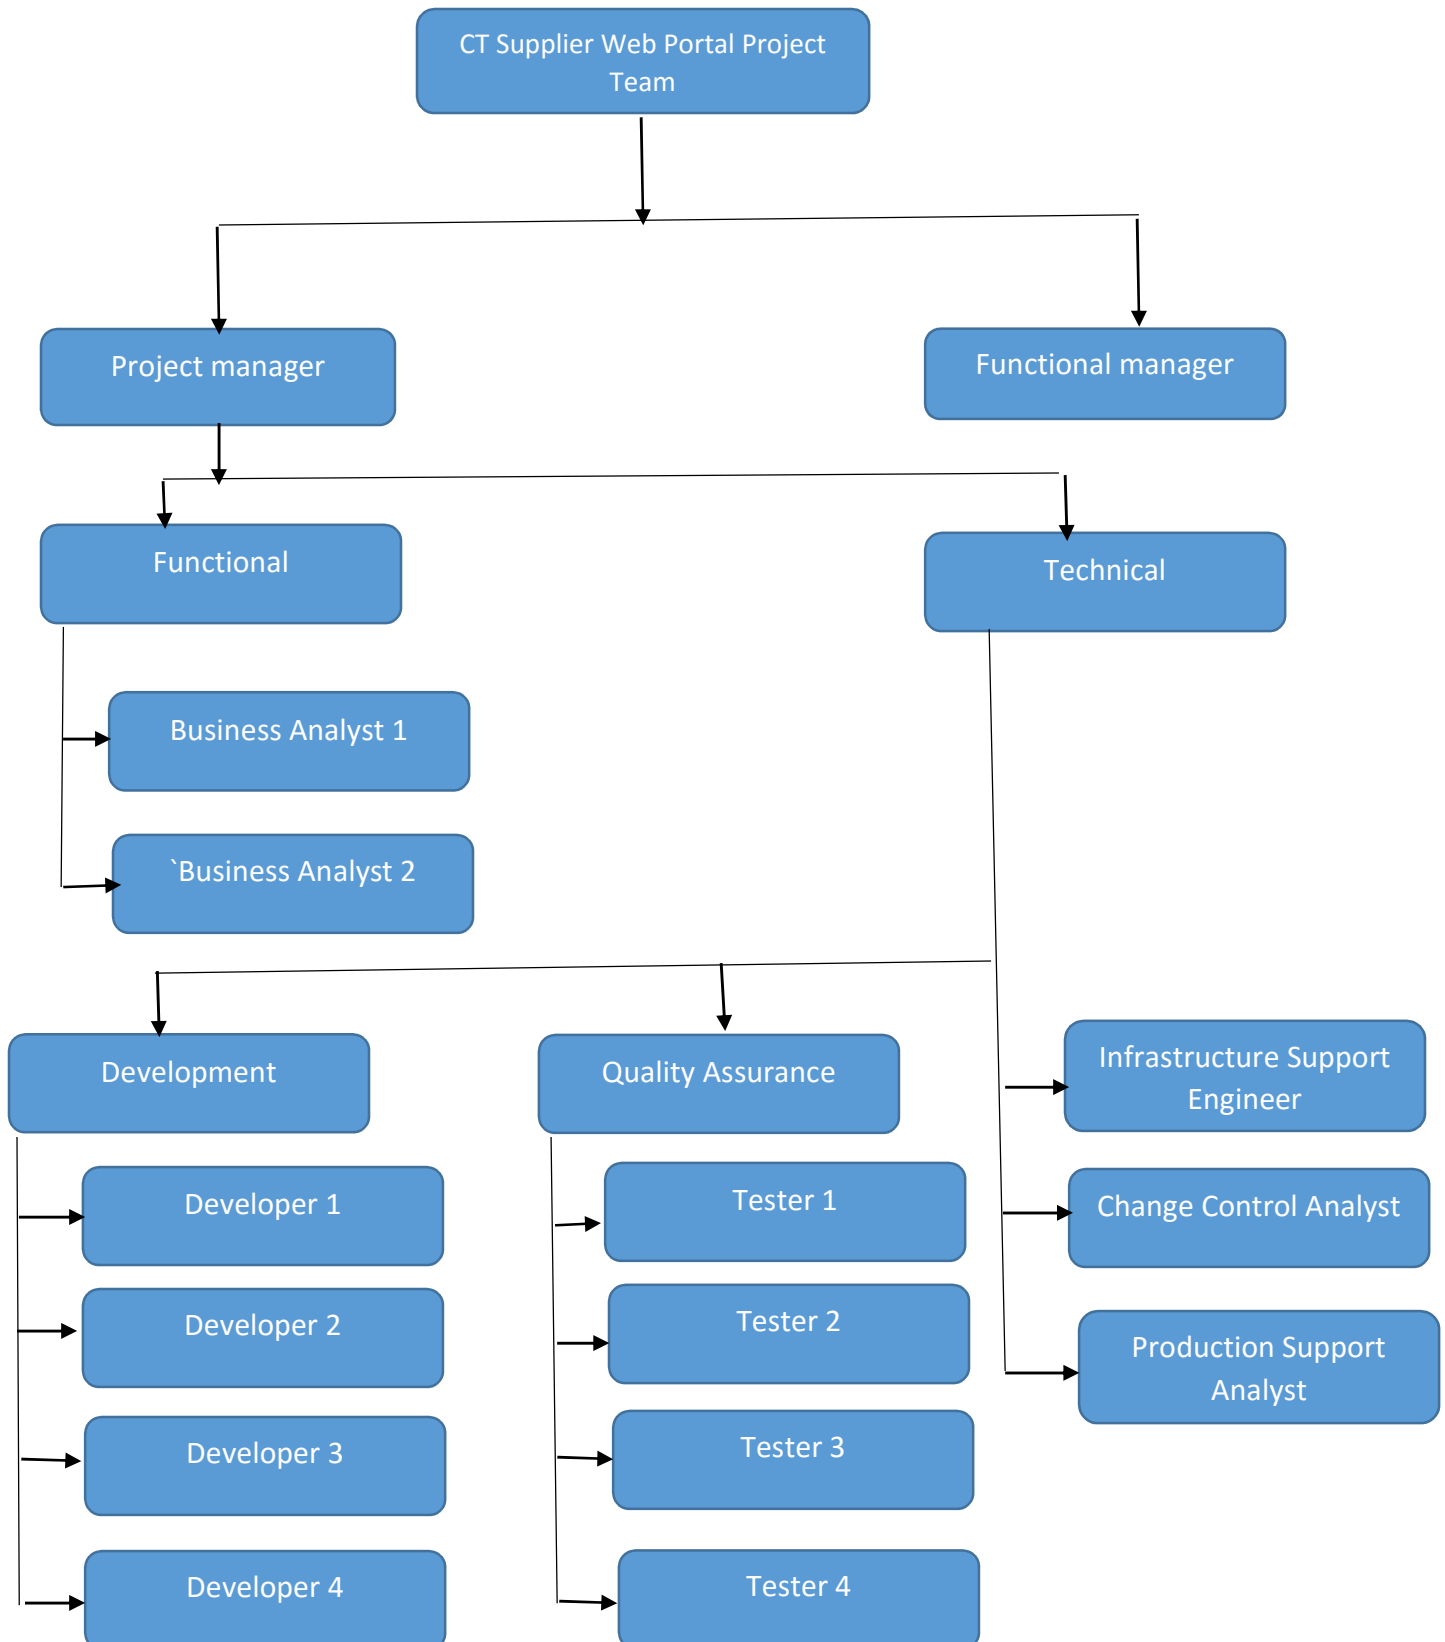 CT Supplier Web Portal Project
Team
Project manager
Functional manager
Functional
Technical
Business Analyst 1
`Business Analyst 2
Development
Quality Assurance
Infrastructure Support
Engineer
Developer 1
Tester 1
Change Control Analyst
Developer 2
Tester 2
Production Support
Analyst
Developer 3
Tester 3
Developer 4
Tester 4